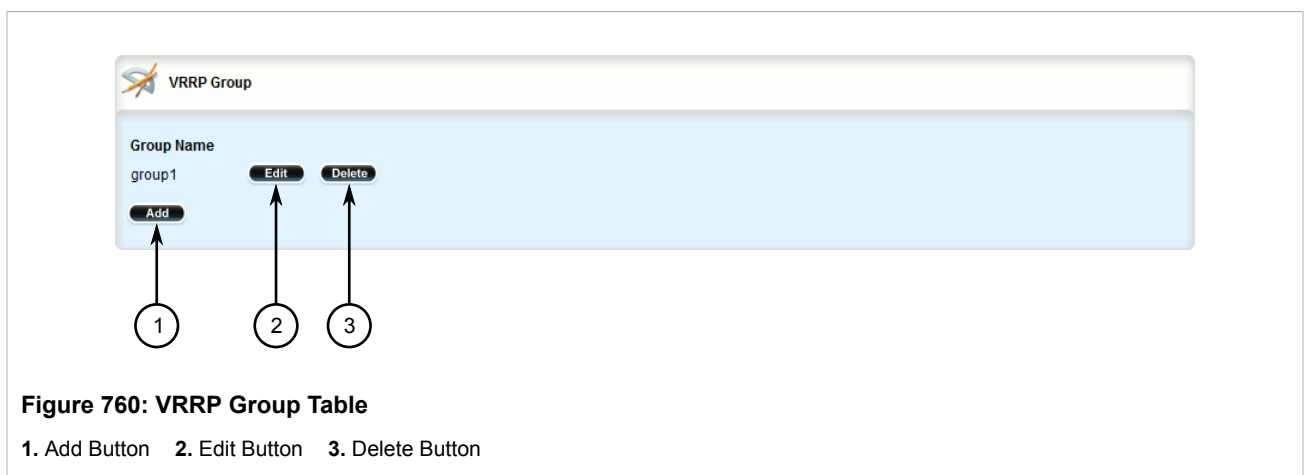 VRRP Group
Group Name
group1 Edit Delete
Add
1 2 3
Figure 760: VRRP Group Table
1. Add Button 2. Edit Button 3. Delete Button